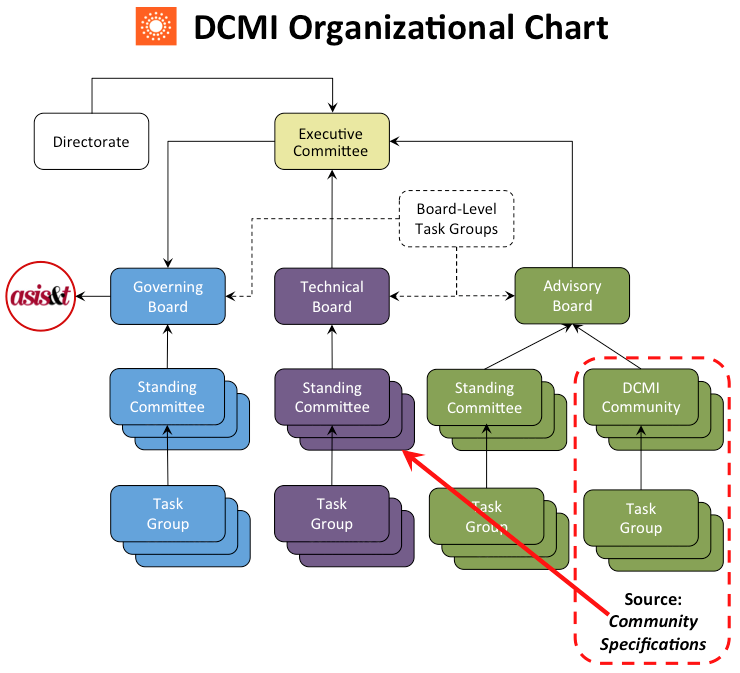 DCMI Organizational Chart
Directorate
Executive
Committee
Board-Level
Task Groups
asis&t
Governing
Board
Technical
Board
Advisory
Board
Standing
Committee
Standing
Committee
Standing
Committee
DCMI
Community
Task
Group
Task
Group
Task
Group
Task
Group
Source:
Community
Specifications